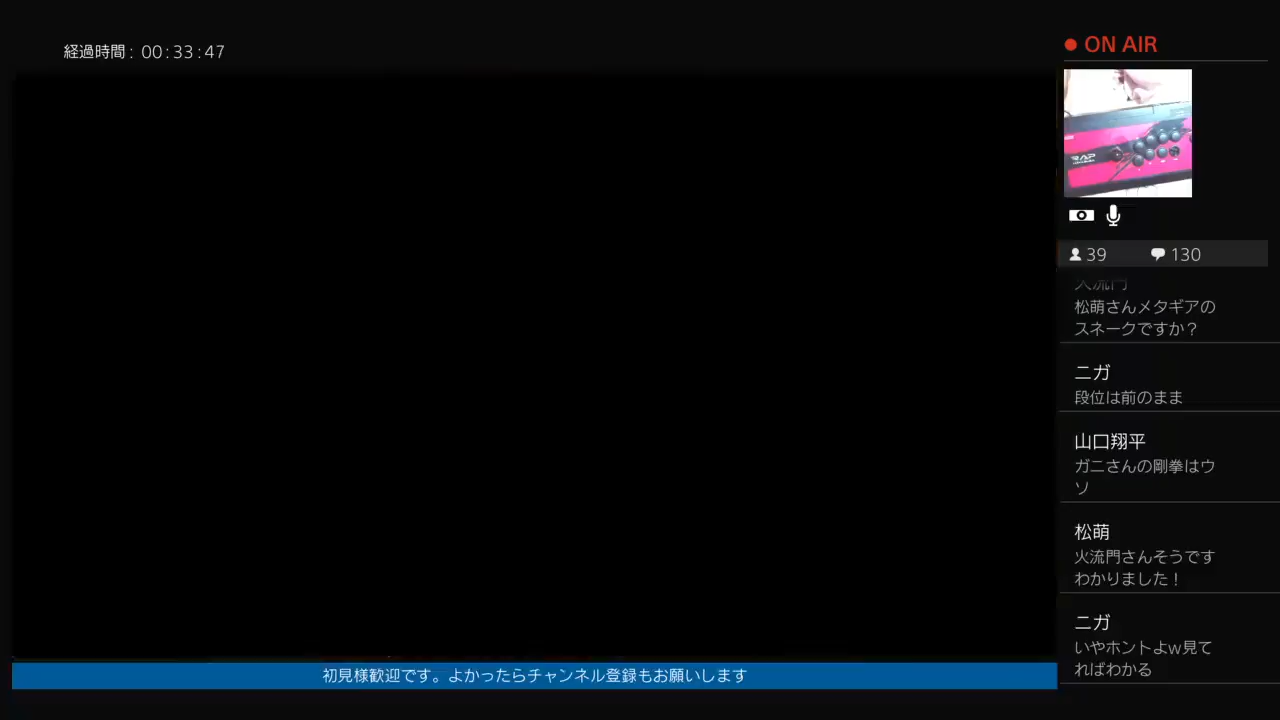 経過時間: 00:33:47
ON AIR
RAP
39 130
火流門
松萌さんメタギアの
スネークですか？
ニガ
段位は前のまま
山口翔平
ガニさんの剛拳はウ
ソ
松萌
火流門さんそうです
わかりました！
ニガ
いやホントよw見て
ればわかる
初見様歓迎です。よかったらチャンネル登録もお願いします